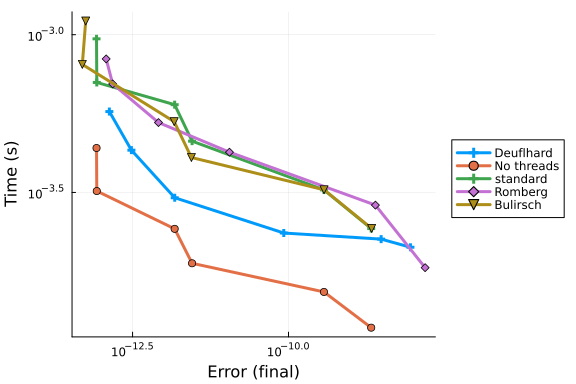 10^-3.0
10^-3.5
Time (s)
10^-12.5
10^-10.0
Error (final)
Deuflhard
No threads
standard
Romberg
Bulirsch